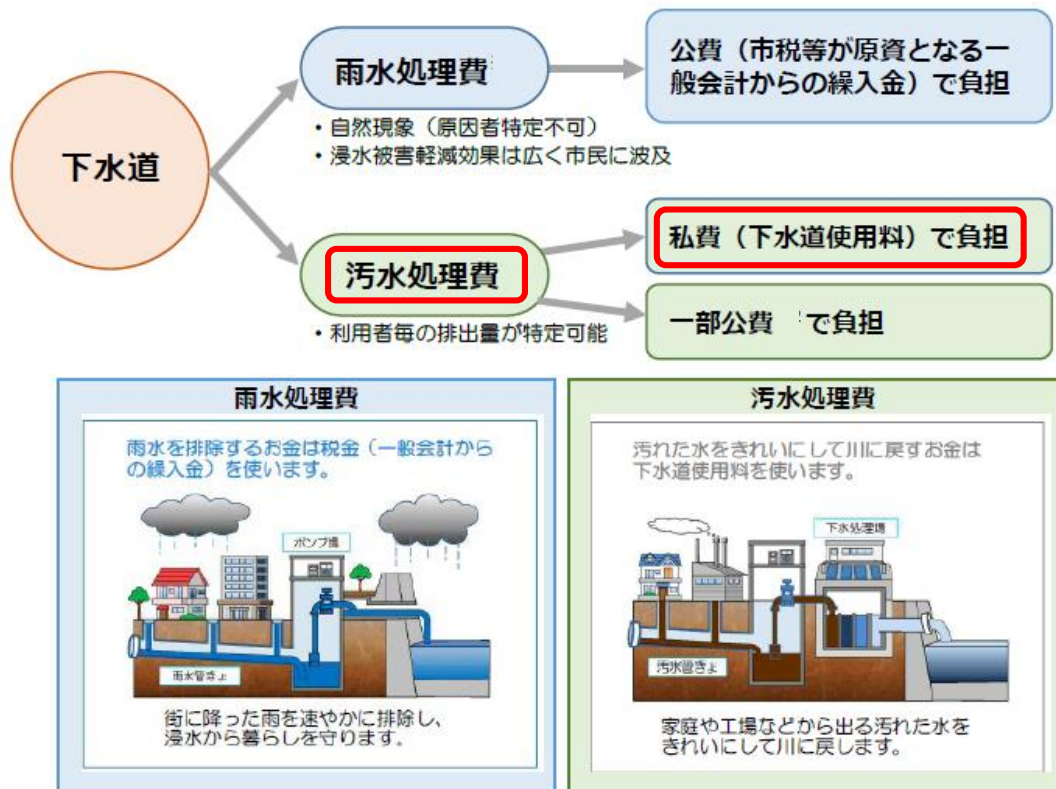 下水道
雨水処理費
公費（市税等が原資となる一
般会計からの繰入金）で負担
・自然現象（原因者特定不可）
・浸水被害軽減効果は広く市民に波及
汚水処理費
私費（下水道使用料）で負担
・利用者毎の排出量が特定可能
一部公費 で負担
雨水処理費
雨水を排除するお金は税金（一般会計から
の繰入金）を使います。
ポンプ場
雨水管きょ
街に降った雨を速やかに排除し、
浸水から暮らしを守ります。
汚水処理費
汚れた水をきれいにして川に戻すお金は
下水道使用料を使います。
下水処理場
汚水管きょ
家庭や工場などから出る汚れた水を
きれいにして川に戻します。